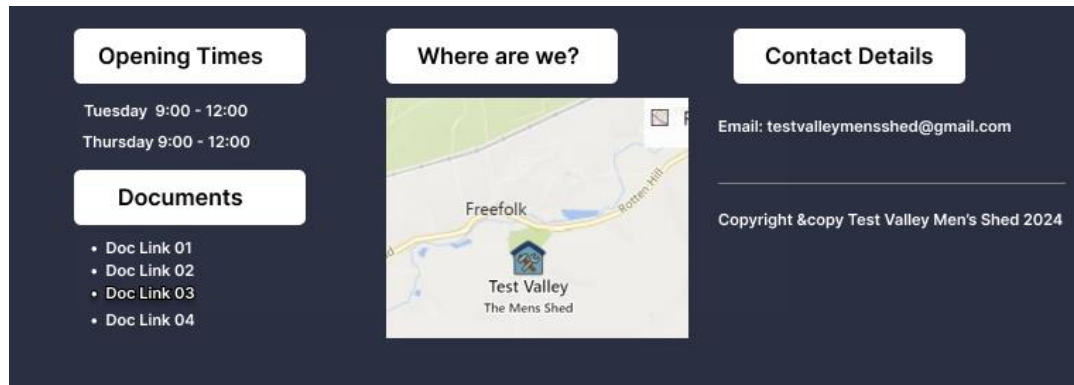 Opening Times
Tuesday 9:00 - 12:00
Thursday 9:00 - 12:00
Documents
• Doc Link 01
• Doc Link 02
• Doc Link 03
• Doc Link 04
Where are we?
Freefolk
Rotten Hill
Test Valley
The Mens Shed
Contact Details
Email: testvalleymensshed@gmail.com
Copyright &copy Test Valley Men's Shed 2024